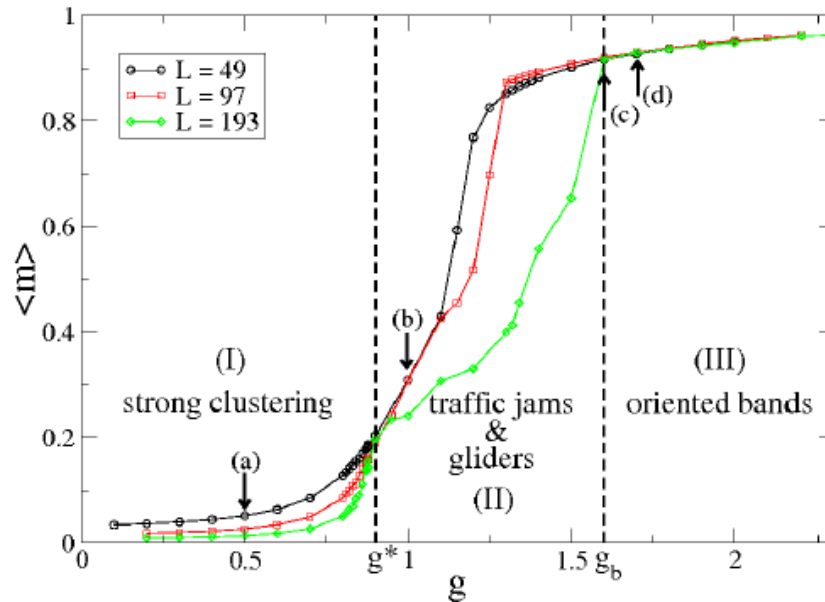 1
L = 49
L = 97
L = 193
0.8
(c)
(d)
0.6
<m>
(b)
0.4
(I)
strong clustering
traffic jams
&
gliders
(II)
(III)
oriented bands
0.2
(a)
0
0 0.5 g* 1 1.5 g_b 2
g